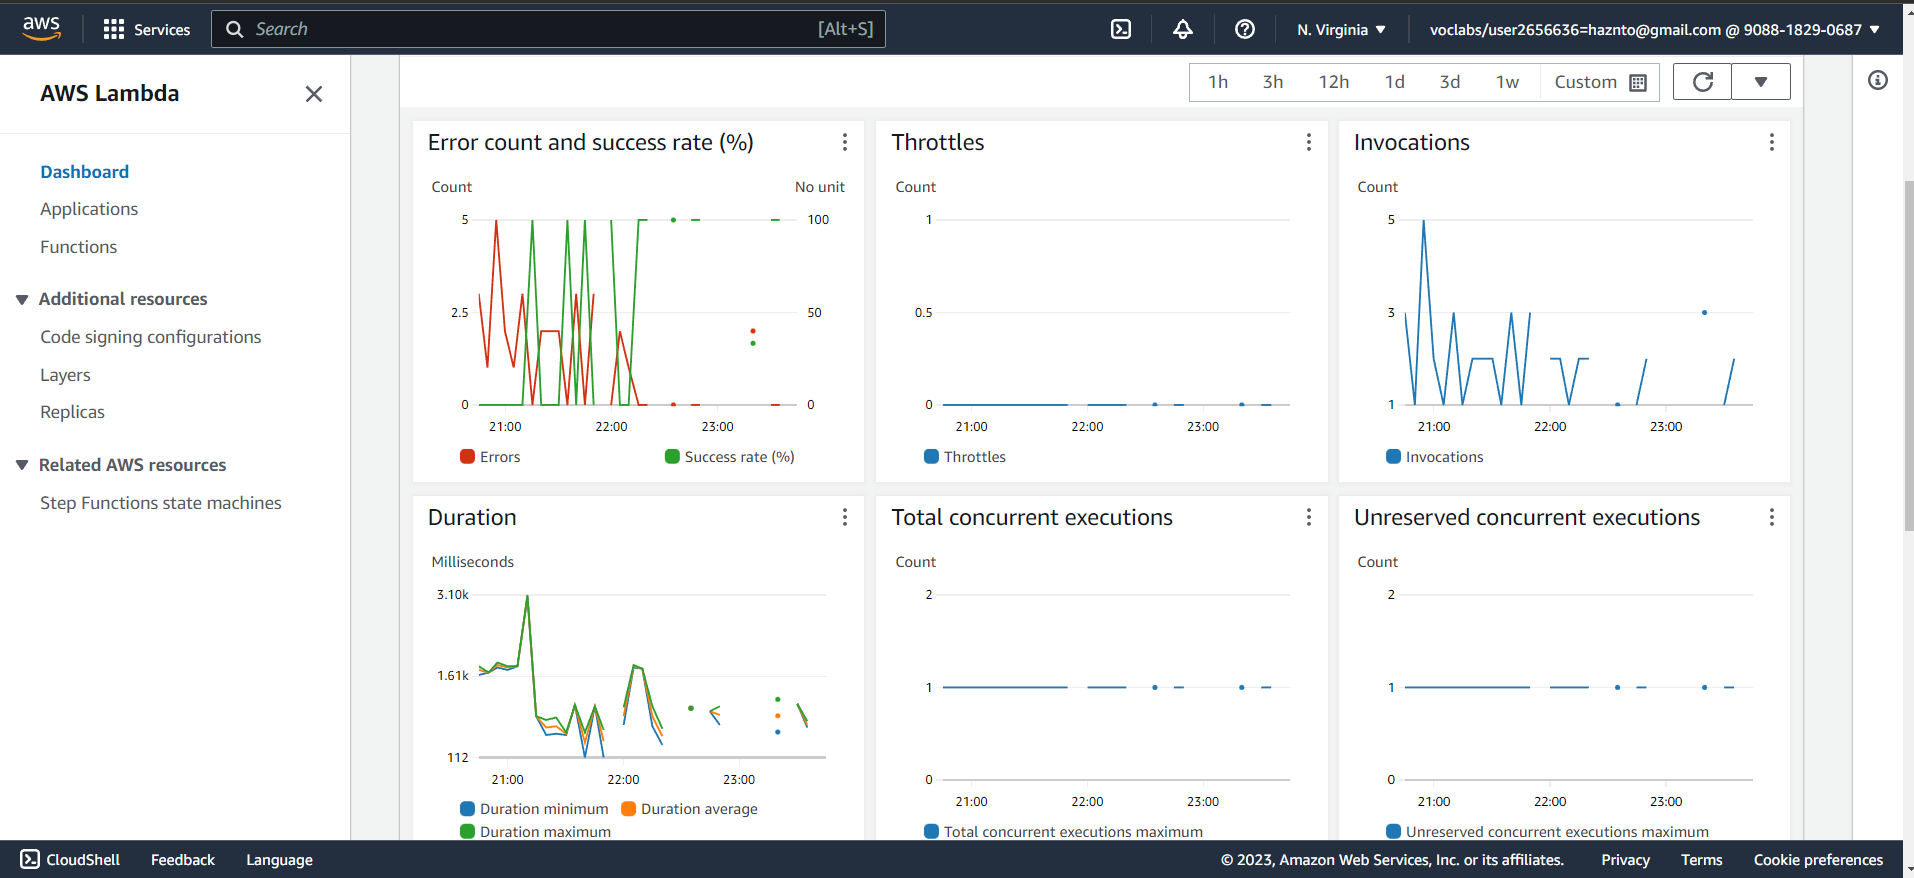 aws
Services
Search
[Alt+S]
N. Virginia
voclabs/user2656636=haznto@gmail.com @ 9088-1829-0687
AWS Lambda
Dashboard
Applications
Functions
Additional resources
Code signing configurations
Layers
Replicas
Related AWS resources
Step Functions state machines
1h 3h 12h 1d 3d 1w Custom
Error count and success rate (%)
Count No unit
5 100
2.5 50
0 0
21:00 22:00 23:00
Errors Success rate (%)
Throttles
Count
1
0.5
0
21:00 22:00 23:00
Throttles
Invocations
Count
5
3
1
21:00 22:00 23:00
Invocations
Duration
Milliseconds
3.10k
1.61k
112
21:00 22:00 23:00
Duration minimum Duration average
Duration maximum
Total concurrent executions
Count
2
1
0
21:00 22:00 23:00
Total concurrent executions maximum
Unreserved concurrent executions
Count
2
1
0
21:00 22:00 23:00
Unreserved concurrent executions maximum
CloudShell Feedback Language
© 2023, Amazon Web Services, Inc. or its affiliates. Privacy Terms Cookie preferences